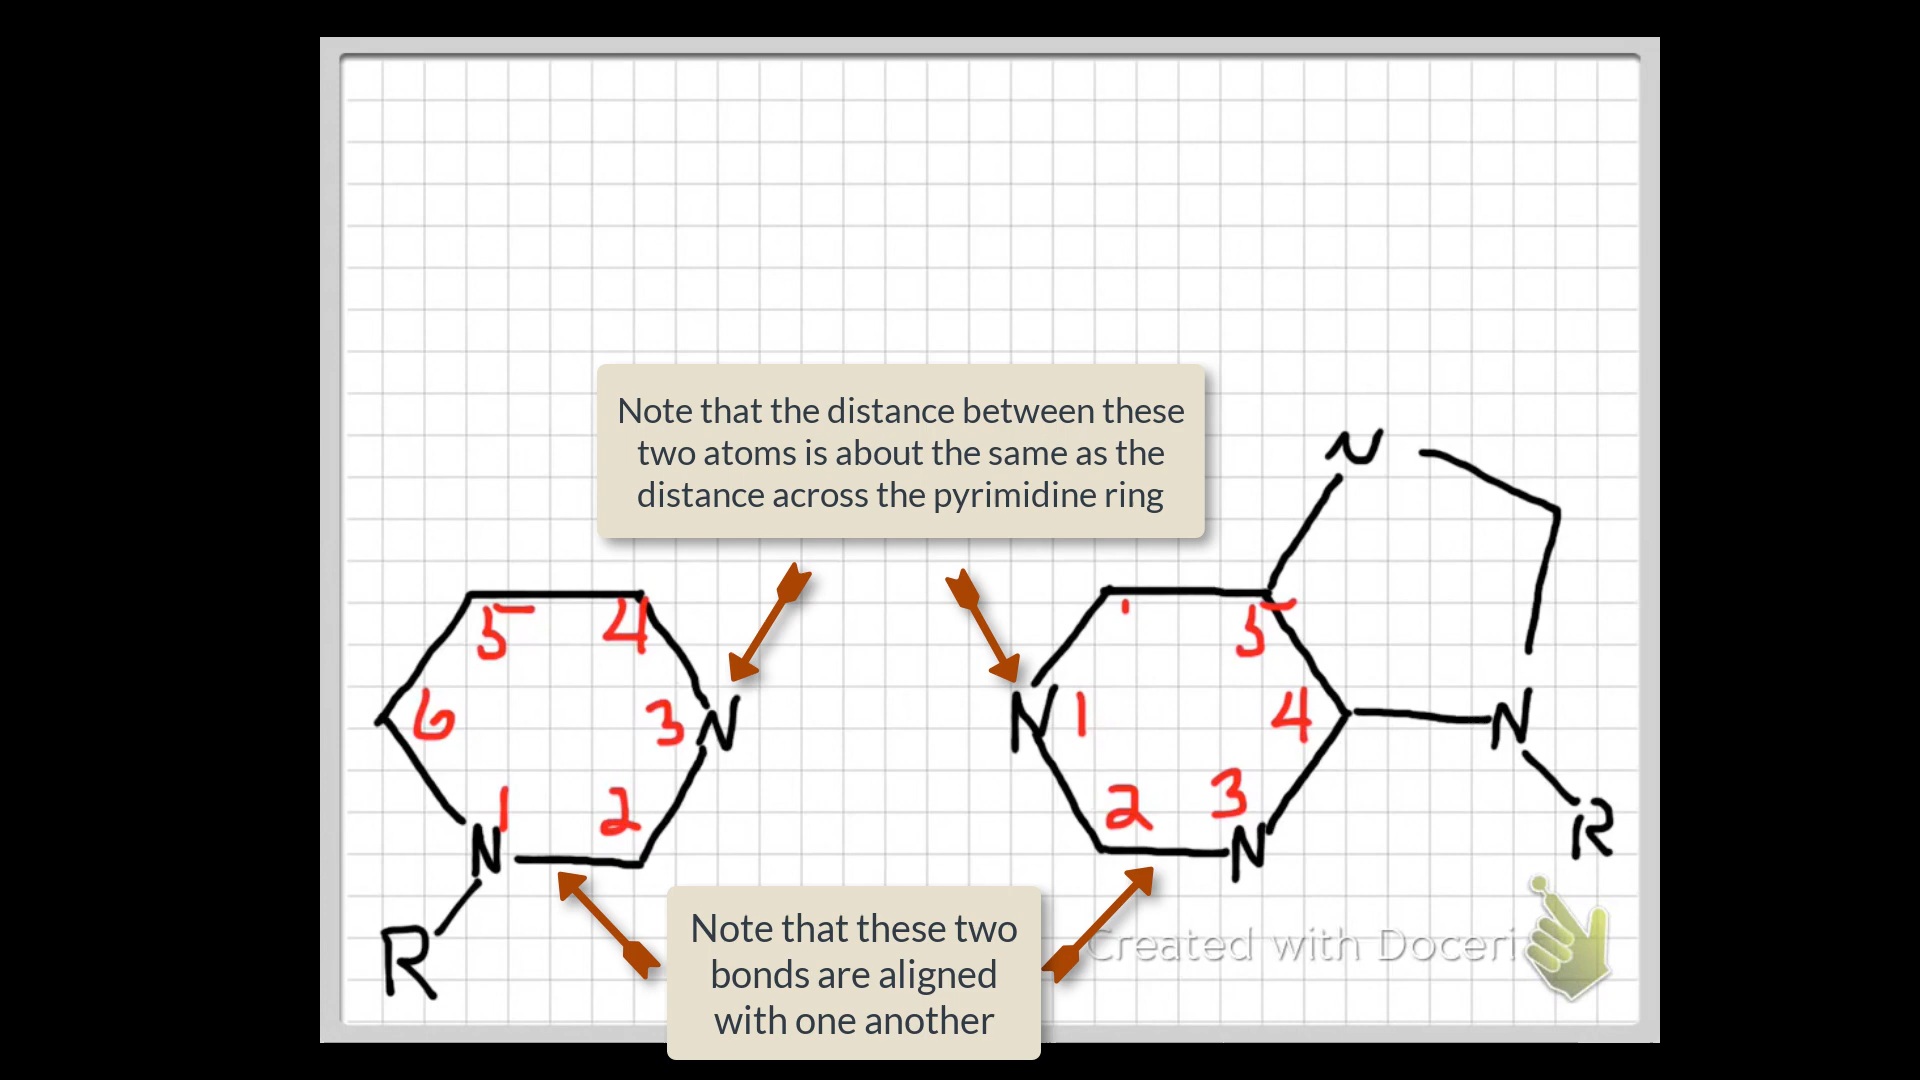 Note that the distance between these
two atoms is about the same as the
distance across the pyrimidine ring
N
5 4 5
6 3 N N 1 4 N
1 2 2 3
N N R
R
Note that these two
bonds are aligned
with one another
Created with Doceri